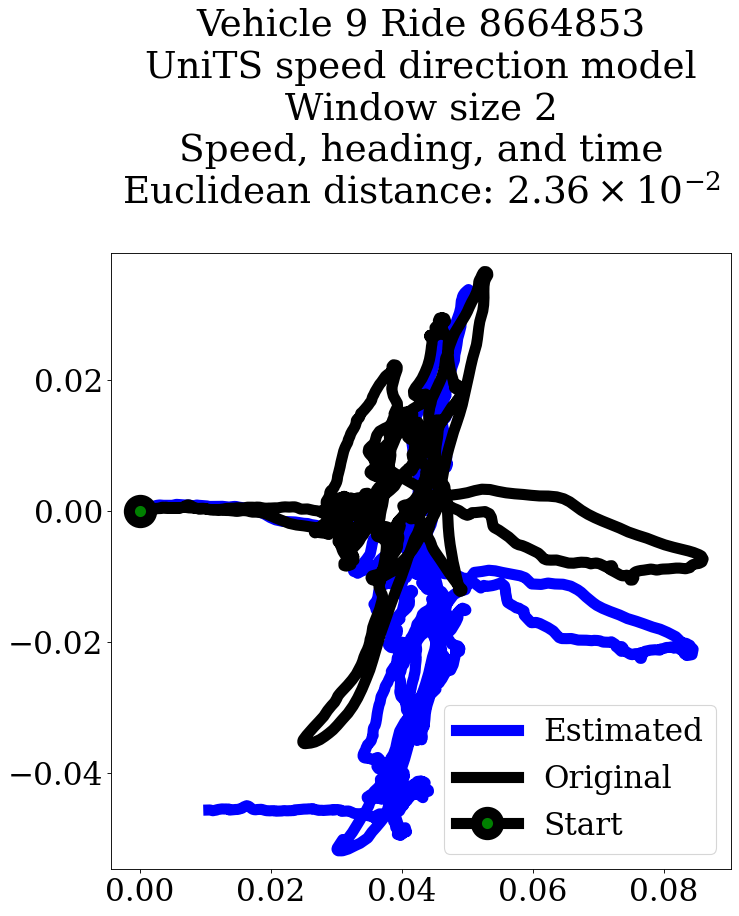 Vehicle 9 Ride 8664853
UniTS speed direction model
Window size 2
Speed, heading, and time
Euclidean distance: $2.36 \times 10^{-2}$
0.02
0.00
−0.02
−0.04
Estimated
Original
Start
0.00 0.02 0.04 0.06 0.08